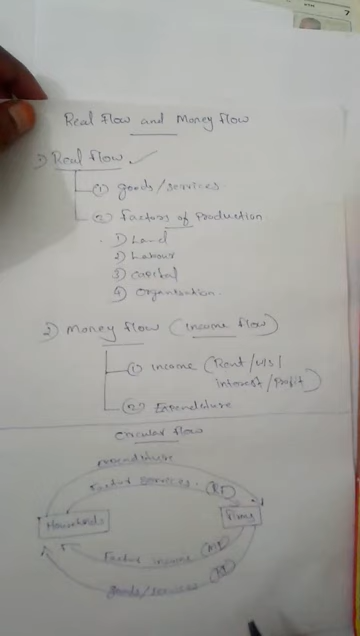 Real flow and Money flow
1) Real flow. ✓
① goods/services.
② factors of Production
1) Land
2) Labour
3) Capital
4) Organisation.
2) Money flow (Income flow)
① Income (Rent/
interest/Profit)
② Expenditure
Circular flow
Factor services.
Households
Firms
Factor income
goods/services